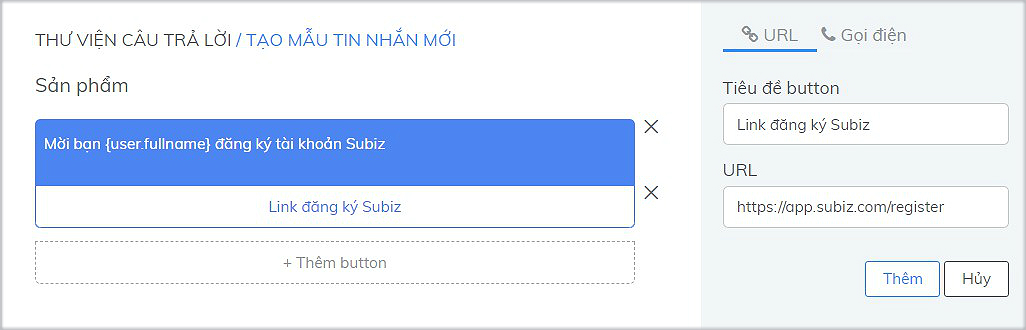 THƯ VIỆN CÂU TRẢ LỜI / TẠO MẪU TIN NHẮN MỚI
Sản phẩm
Mời bạn {user.fullname} đăng ký tài khoản Subiz
Link đăng ký Subiz
+ Thêm button
URL
Gọi điện
Tiêu đề button
Link đăng ký Subiz
URL
https://app.subiz.com/register
Thêm
Hủy